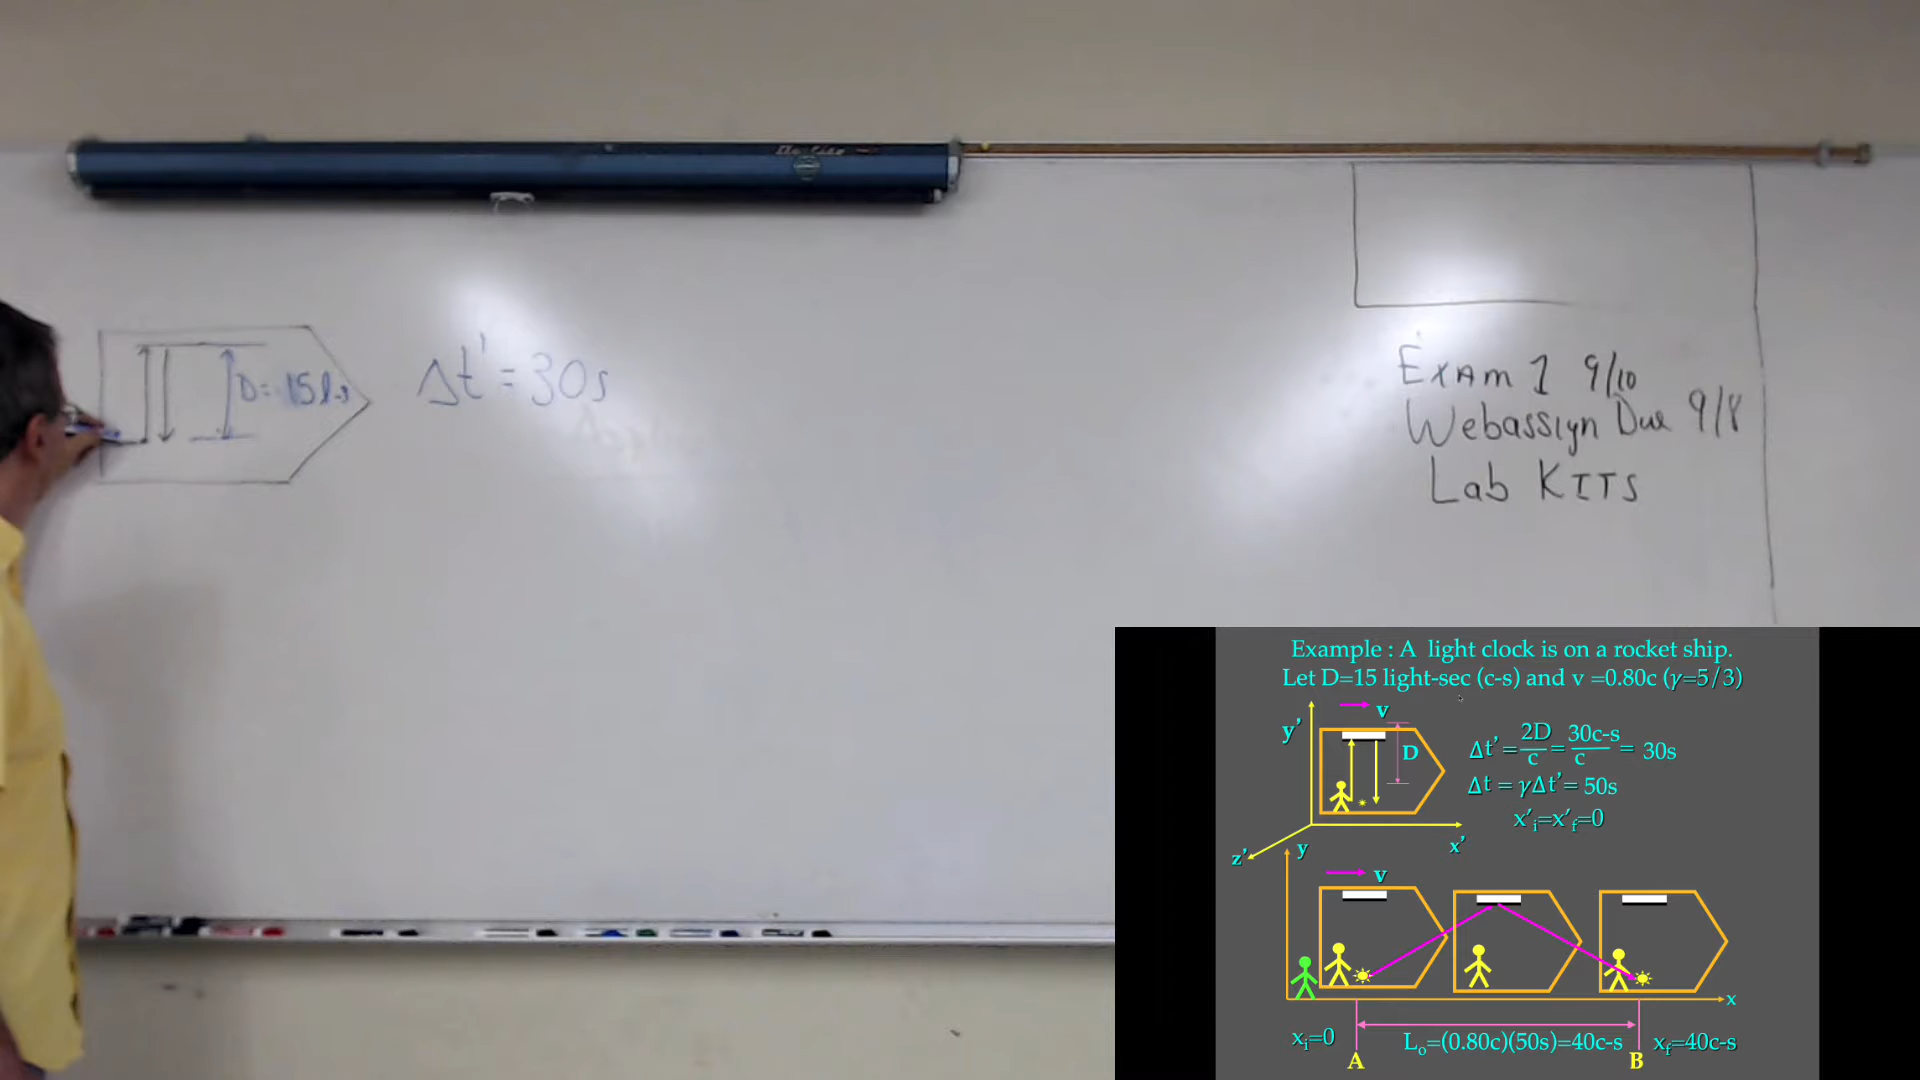 Da-Lite
D=15l-s
Δt'=30s
Exam 1 9/10
Webassign Due 9/8
Lab KITS
Example : A light clock is on a rocket ship.
Let D=15 light-sec (c-s) and v =0.80c (γ=5/3)
v
y'
D
Δt' = 2D/c = 30c-s/c = 30s
Δt = γΔt'= 50s
x'i=x'f=0
z'
x'
y
v
x
xi=0
Lo=(0.80c)(50s)=40c-s
xf=40c-s
A
B